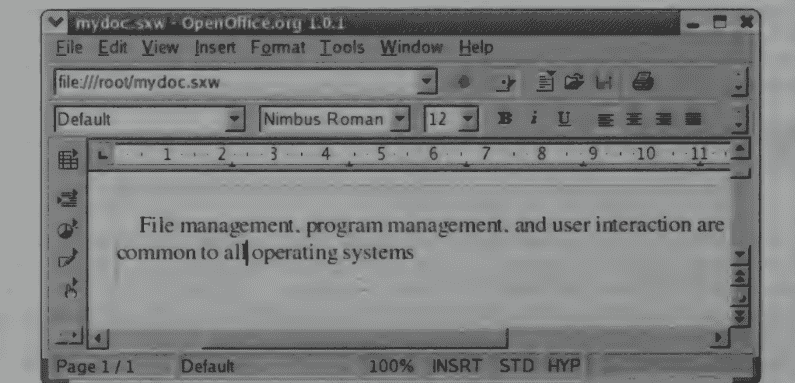 mydoc.sxw - OpenOffice.org 1.0.1
File Edit View Insert Format Tools Window Help
file:///root/mydoc.sxw
Default Nimbus Roman 12 B i U
1 2 3 4 5 6 7 8 9 10 11
File management, program management, and user interaction are
common to all operating systems
Page 1 / 1 Default 100% INSRT STD HYP